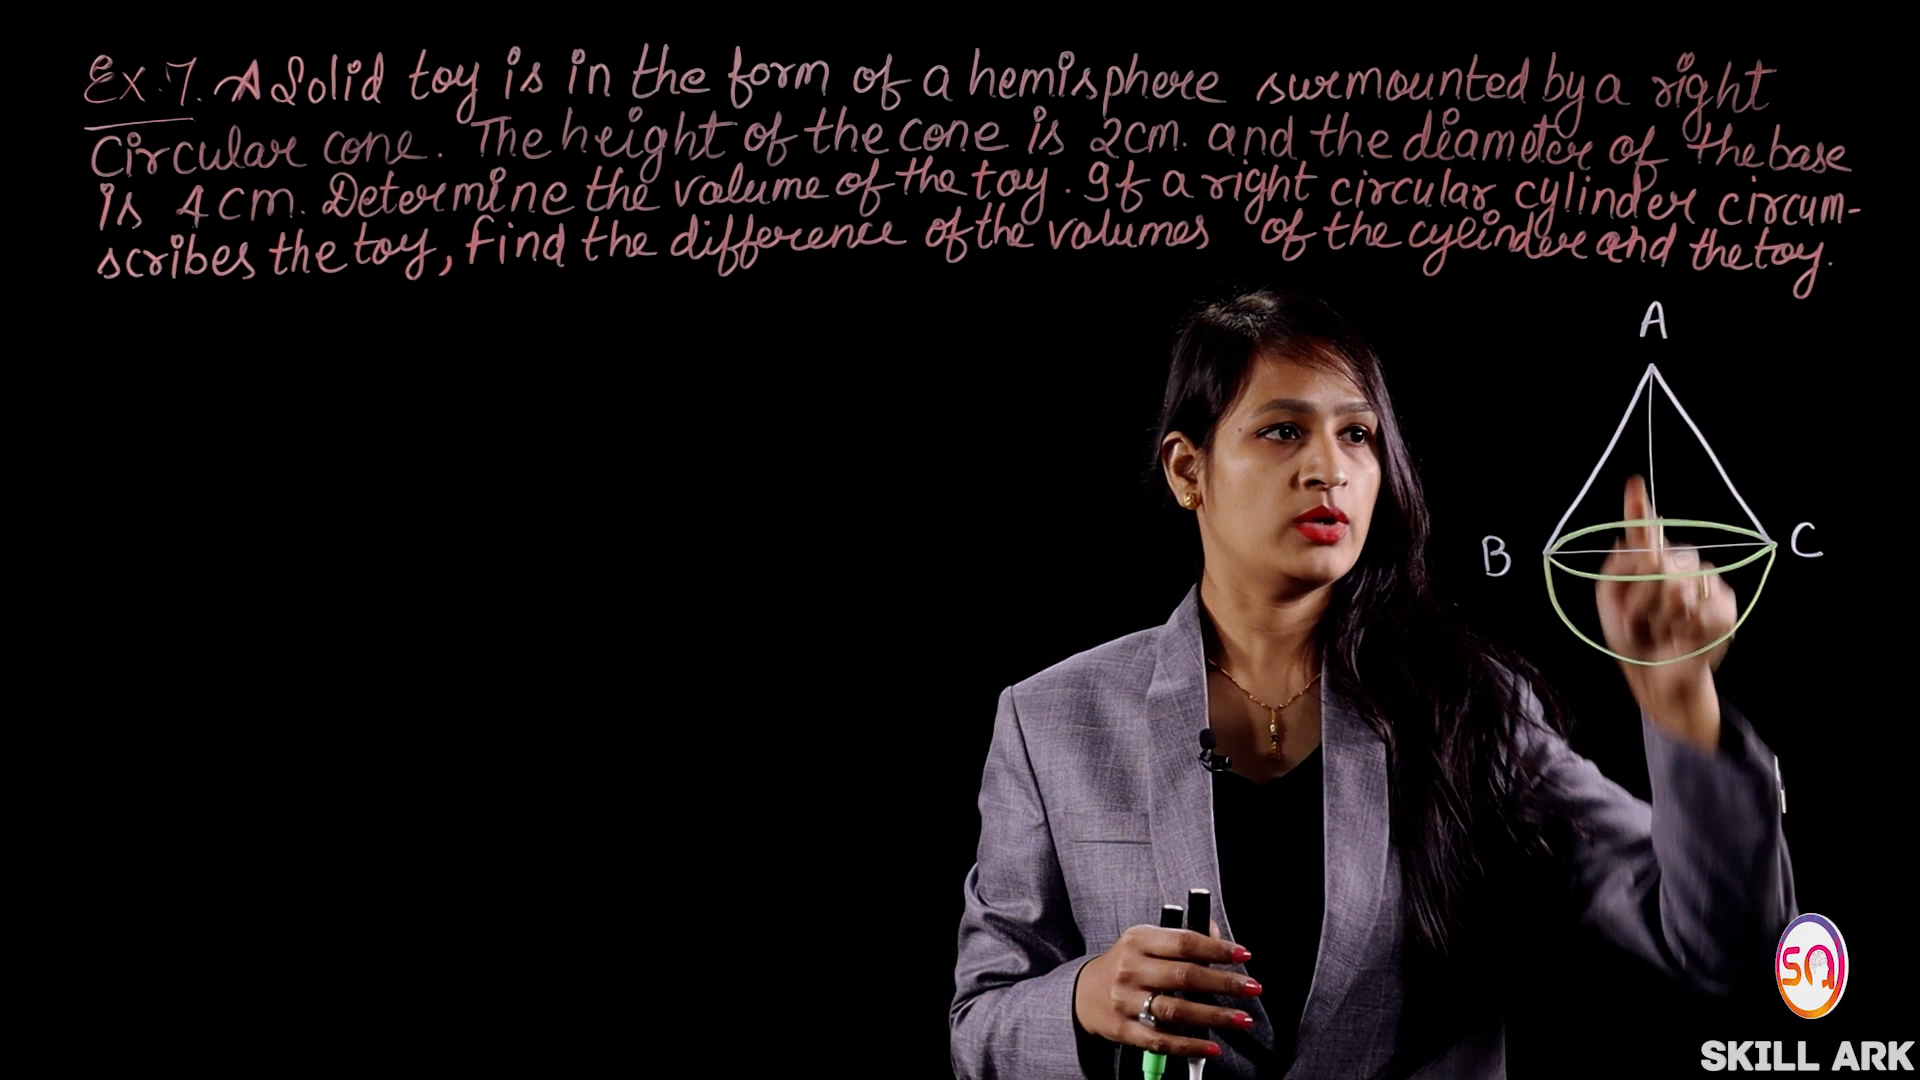 Ex.7. A Solid toy is in the form of a hemisphere surmounted by a right
Circular cone. The height of the cone is 2cm. and the diameter of the base
is 4cm. Determine the volume of the toy. If a right circular cylinder circum-
scribes the toy, find the difference of the volumes of the cylinder and the toy.
A
B
C
SA
SKILL ARK